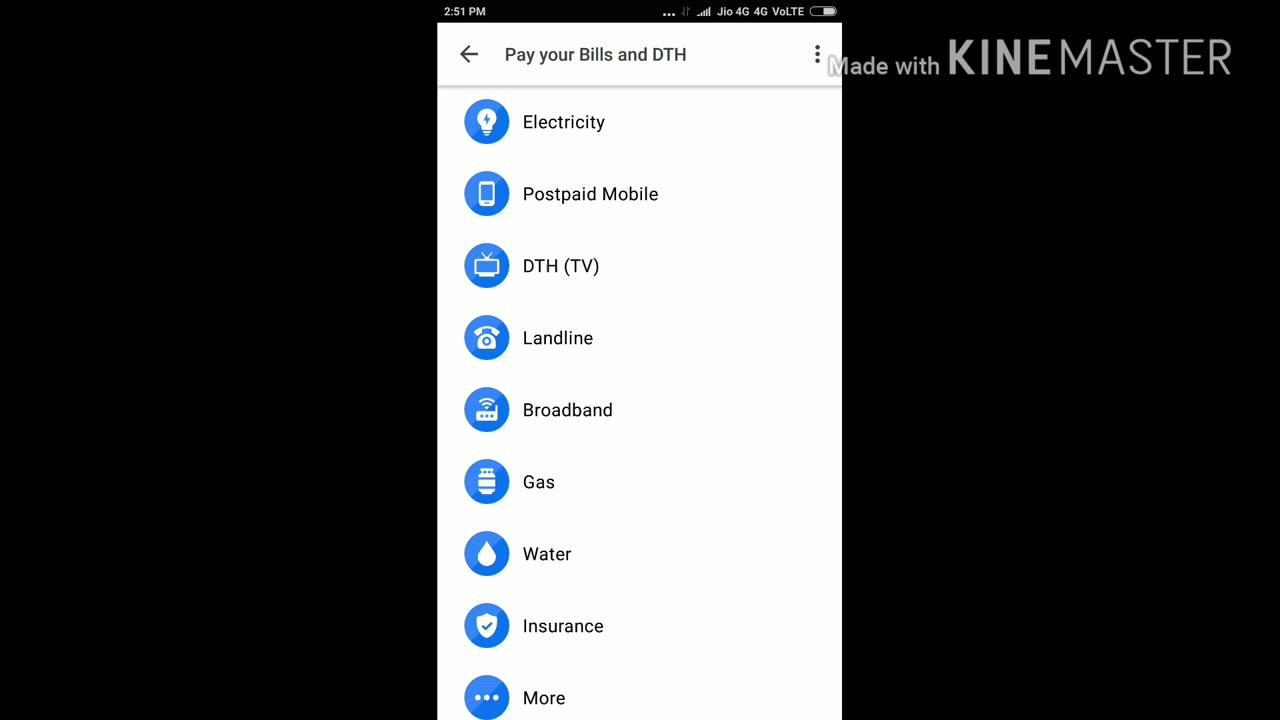 2:51 PM
Jio 4G 4G VoLTE
Pay your Bills and DTH
Made with KINEMASTER
Electricity
Postpaid Mobile
DTH (TV)
Landline
Broadband
Gas
Water
Insurance
More